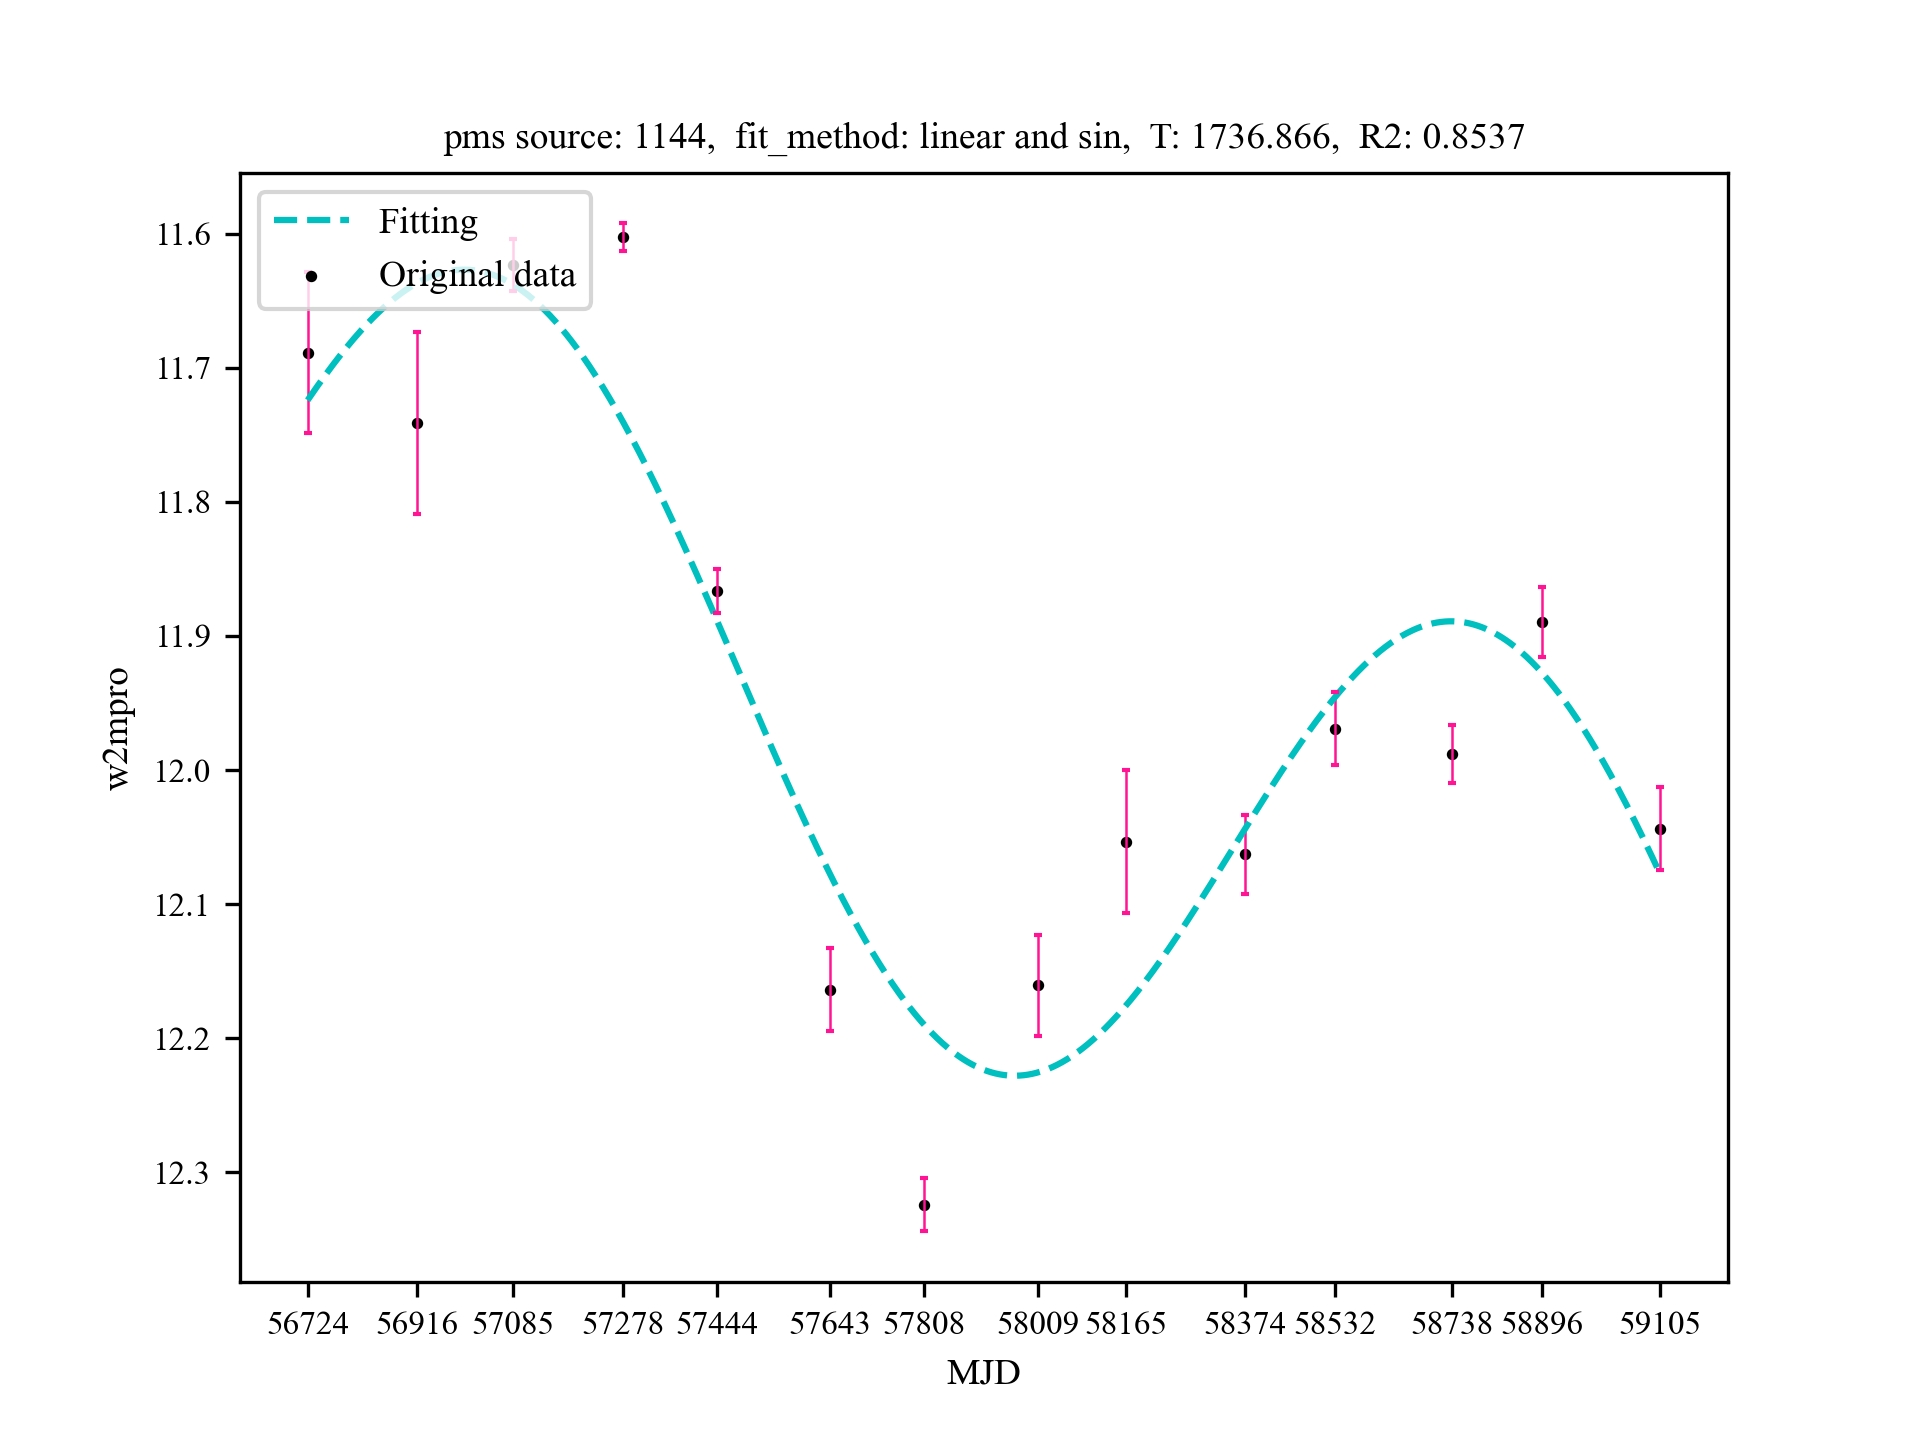 pms source: 1144,  fit_method: linear and sin,  T: 1736.866,  R2: 0.8537
Fitting
Original data
11.6
11.7
11.8
11.9
12.0
12.1
12.2
12.3
w2mpro
56724 56916 57085 57278 57444 57643 57808 58009 58165 58374 58532 58738 58896 59105
MJD